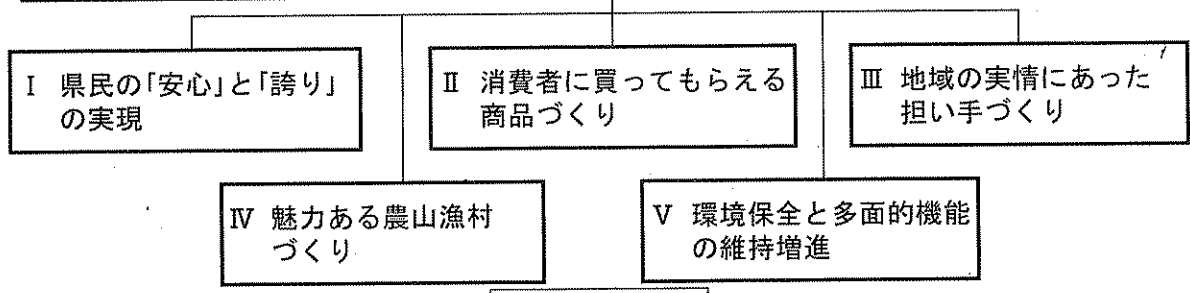 Ⅰ 県民の「安心」と「誇り」
の実現
Ⅱ 消費者に買ってもらえる
商品づくり
Ⅲ 地域の実情にあった
担い手づくり
Ⅳ 魅力ある農山漁村
づくり
Ⅴ 環境保全と多面的機能
の維持増進